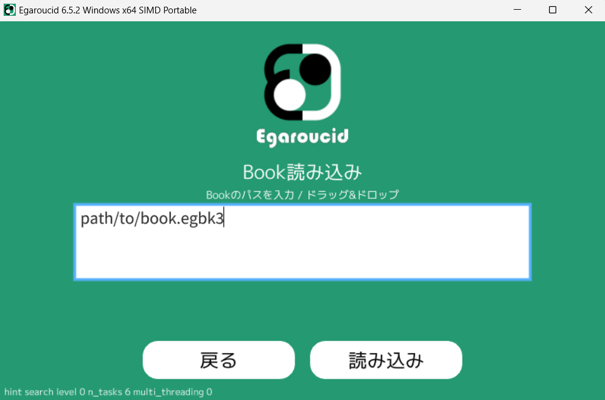 Egaroucid 6.5.2 Windows x64 SIMD Portable
Egaroucid
Book読み込み
Bookのパスを入力 / ドラッグ&ドロップ
path/to/book.egbk3
戻る
読み込み
hint search level 0 n_tasks 6 multi_threading 0